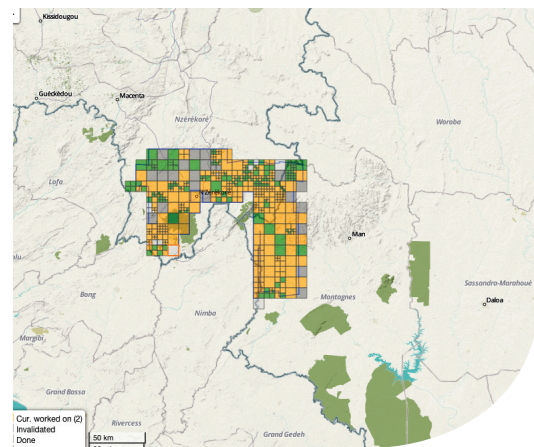 Kissidougou
Guéckédou
Macenta
Nzérékoré
Woroba
Lofa
Man
Sassandra-Marahoué
Daloa
Montagnes
Bong
Nimba
Margibi
Grand Bassa
Rivercess
Grand Gedeh
Cur. worked on (2)
Invalidated
Done
50 km